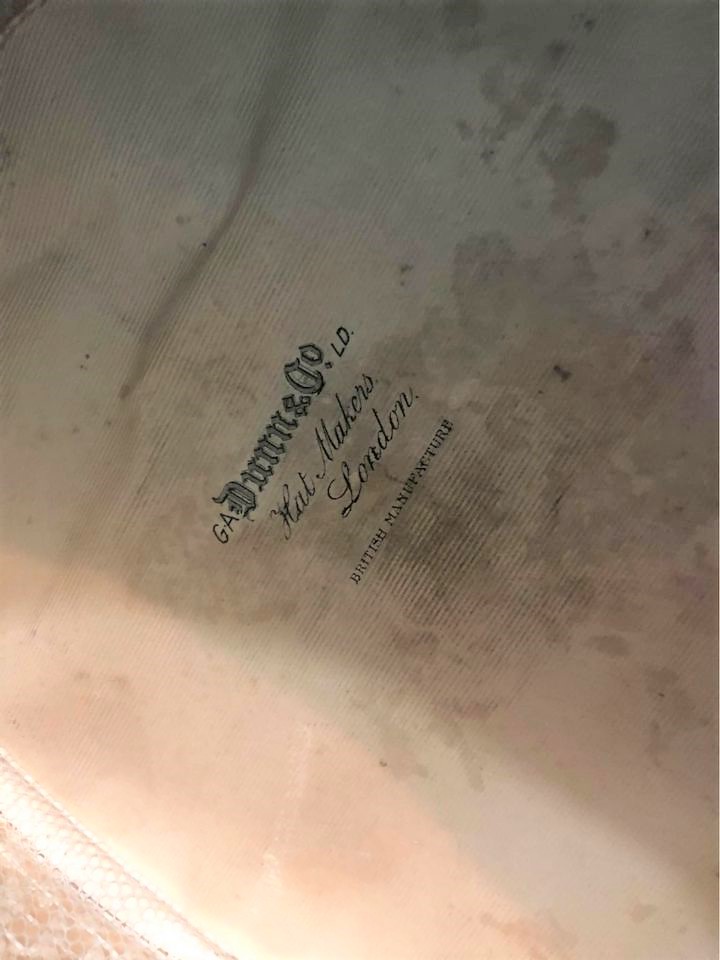 G.A. Dunn & Co. LD.
Hat Makers
London.
BRITISH MANUFACTURE